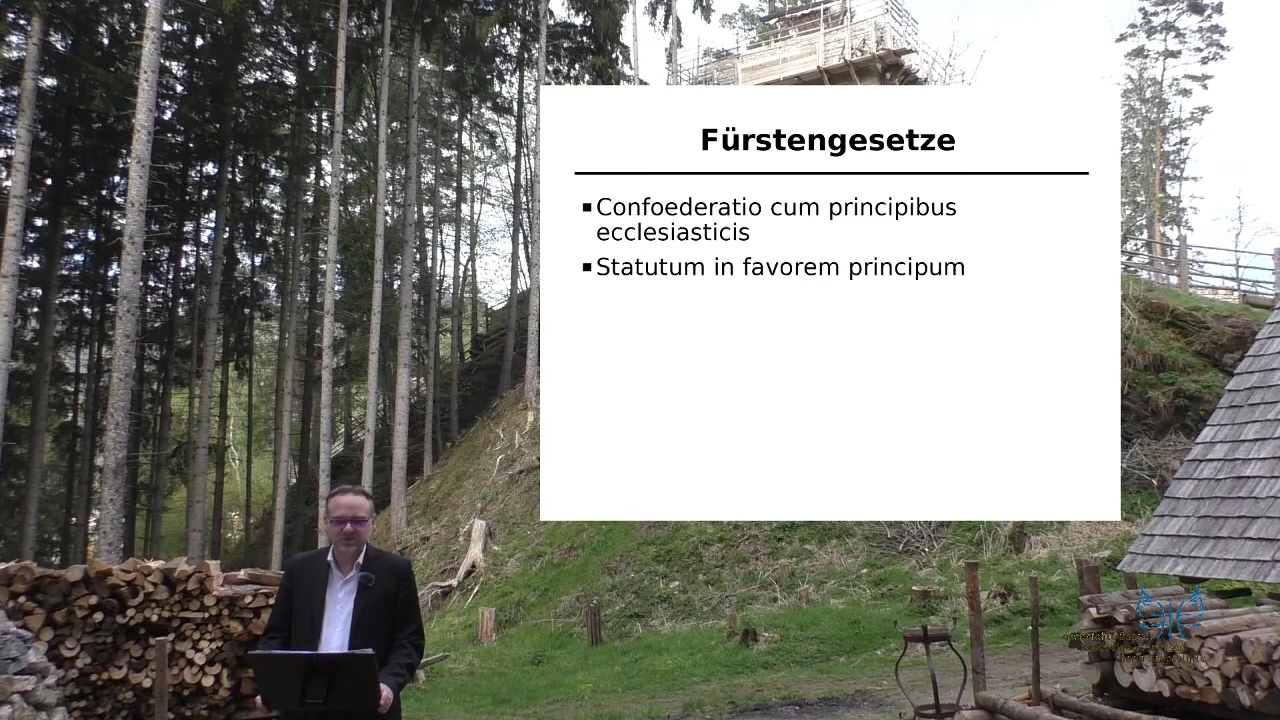 Fürstengesetze
▪Confoederatio cum principibus
ecclesiasticis
▪Statutum in favorem principum